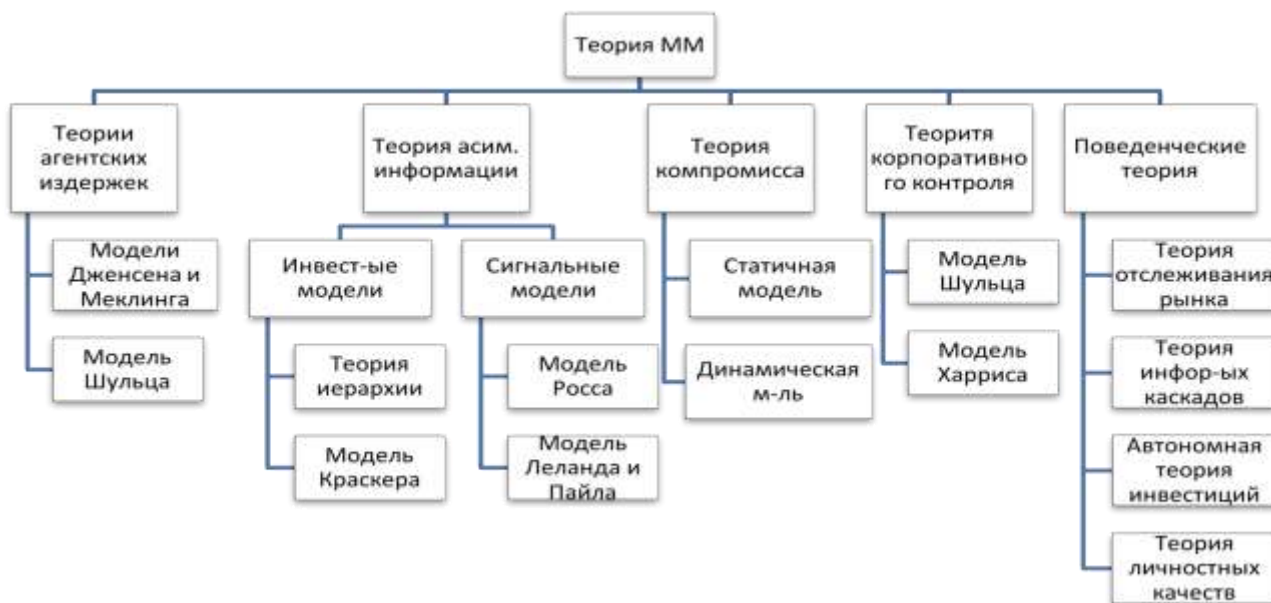 Теория ММ
Теории
агентских
издержек
Модели
Дженсена и
Меклинга
Модель
Шульца
Теория асим.
информации
Инвест-ые
модели
Теория
иерархии
Модель
Краскера
Сигнальные
модели
Модель
Росса
Модель
Леланда и
Пайла
Теория
компромисса
Статичная
модель
Динамическая
м-ль
Теоритя
корпоративно
го контроля
Модель
Шульца
Модель
Харриса
Поведенческие
теория
Теория
отслеживания
рынка
Теория
инфор-ых
каскадов
Автономная
теория
инвестиций
Теория
личностных
качеств